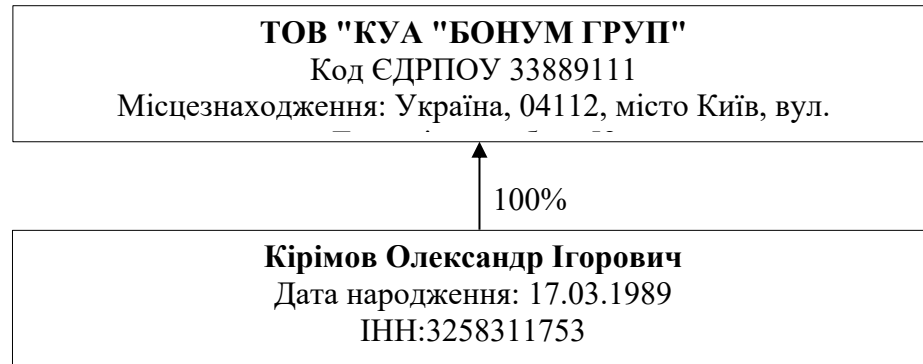 ТОВ "КУА "БОНУМ ГРУП"
Код ЄДРПОУ 33889111
Місцезнаходження: Україна, 04112, місто Київ, вул.
100%
Кірімов Олександр Ігорович
Дата народження: 17.03.1989
ІНН:3258311753